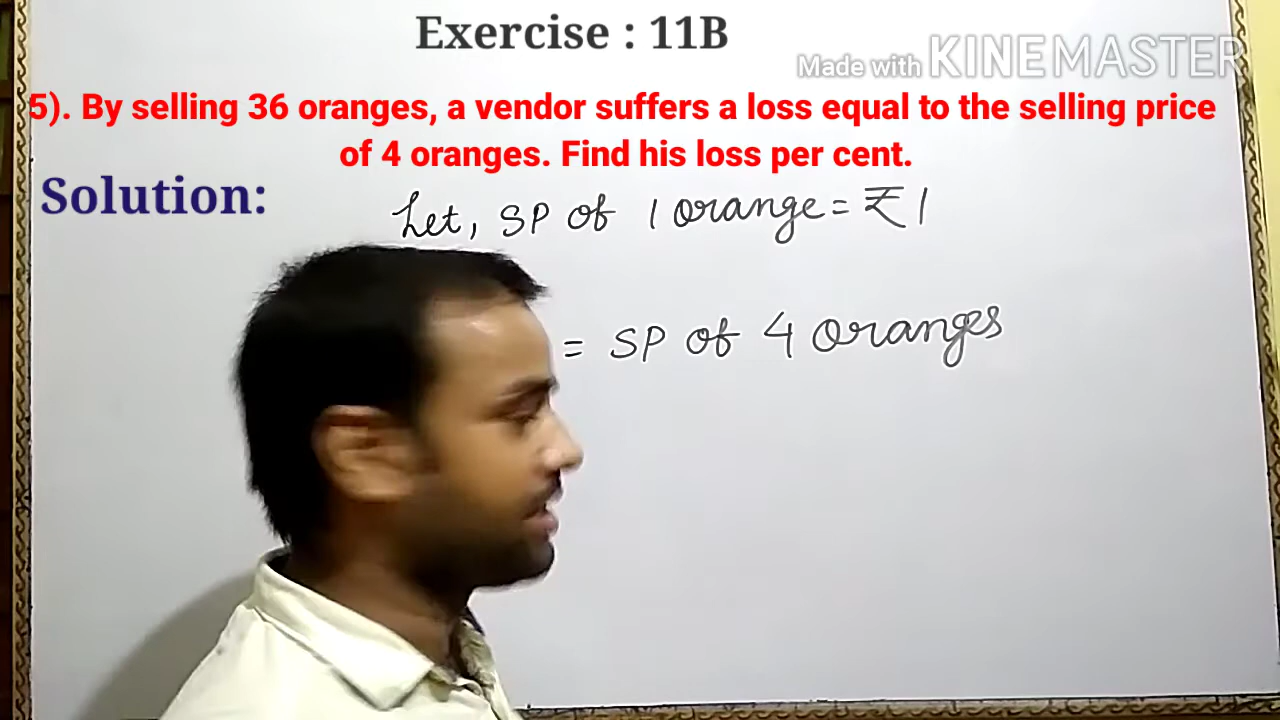 Exercise : 11B
Made with KINEMASTER
5). By selling 36 oranges, a vendor suffers a loss equal to the selling price
of 4 oranges. Find his loss per cent.
Solution:
Let, SP of 1 orange = ₹ 1
= SP of 4 oranges